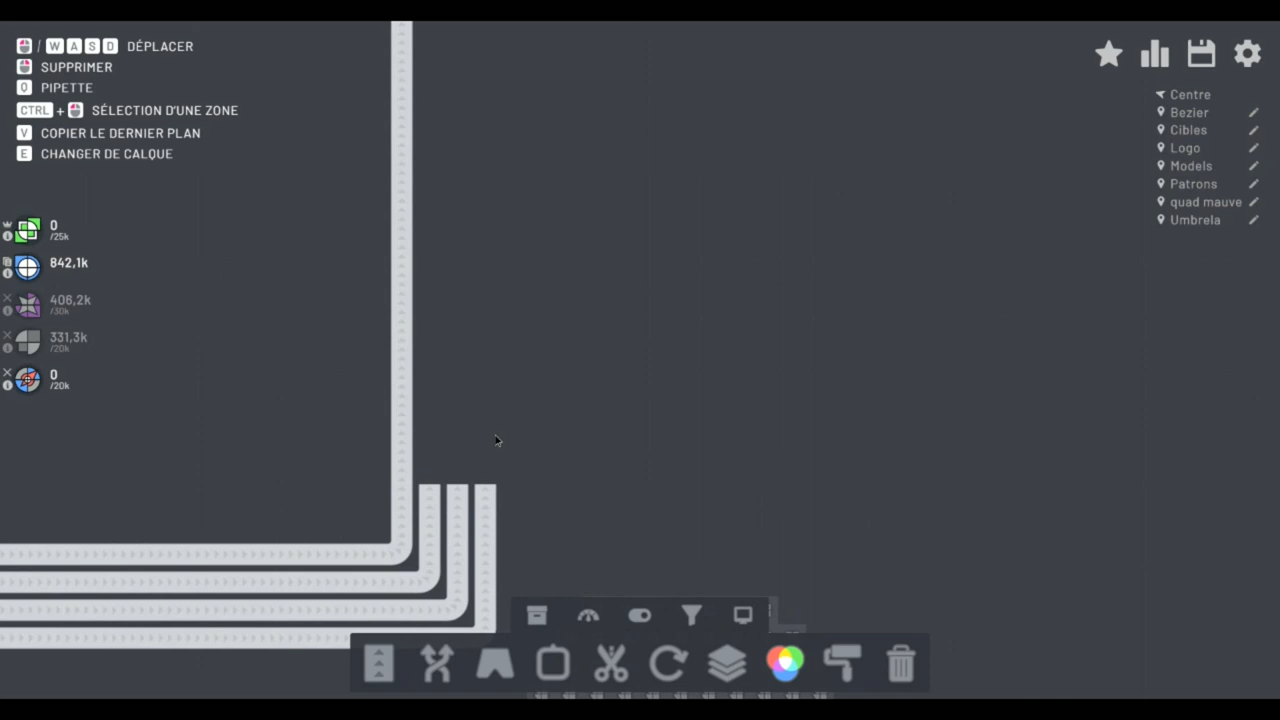 / W A S D DÉPLACER
SUPPRIMER
Q PIPETTE
CTRL + SÉLECTION D'UNE ZONE
V COPIER LE DERNIER PLAN
E CHANGER DE CALQUE
0
/25k
842,1k
406,2k
/30k
331,3k
/20k
0
/20k
Centre
Bezier
Cibles
Logo
Models
Patrons
quad mauve
Umbrela